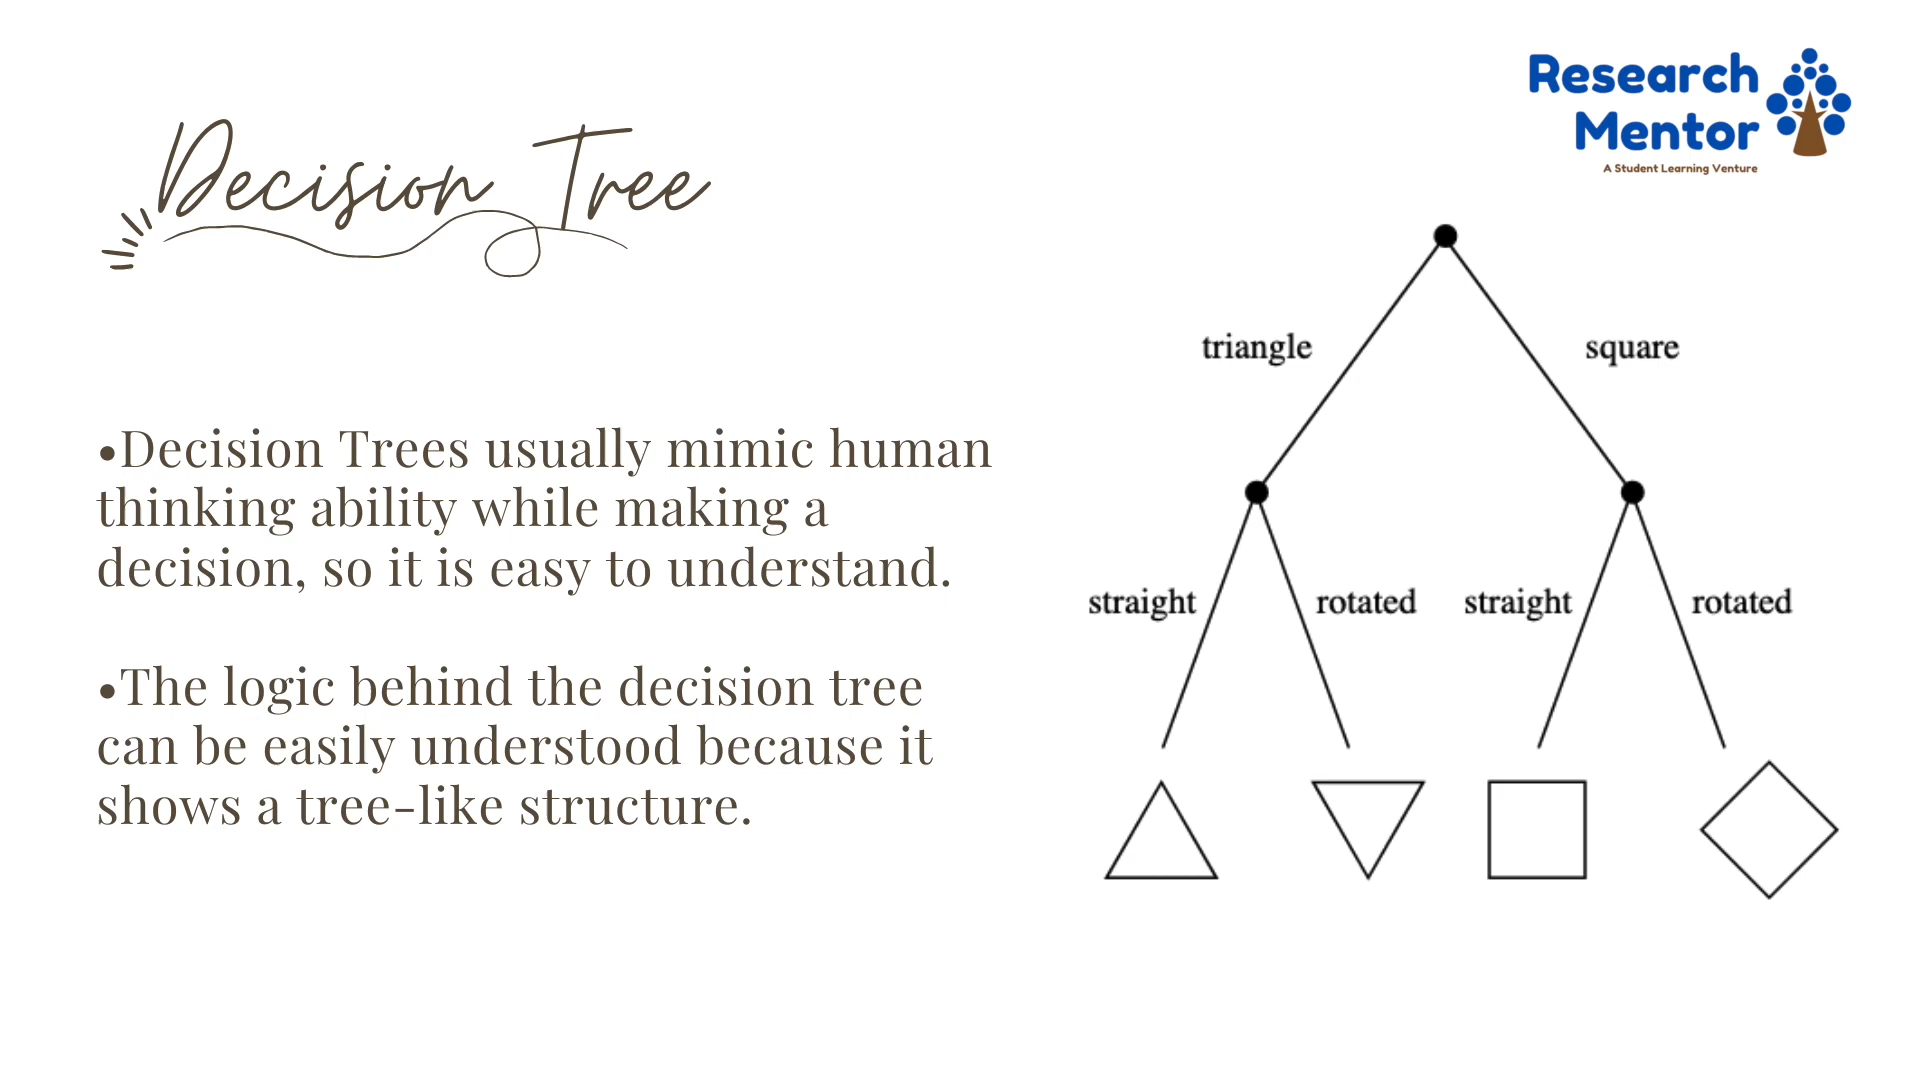 Decision Tree
Research
Mentor
A Student Learning Venture
•Decision Trees usually mimic human
thinking ability while making a
decision, so it is easy to understand.
•The logic behind the decision tree
can be easily understood because it
shows a tree-like structure.
triangle
square
straight
rotated
straight
rotated